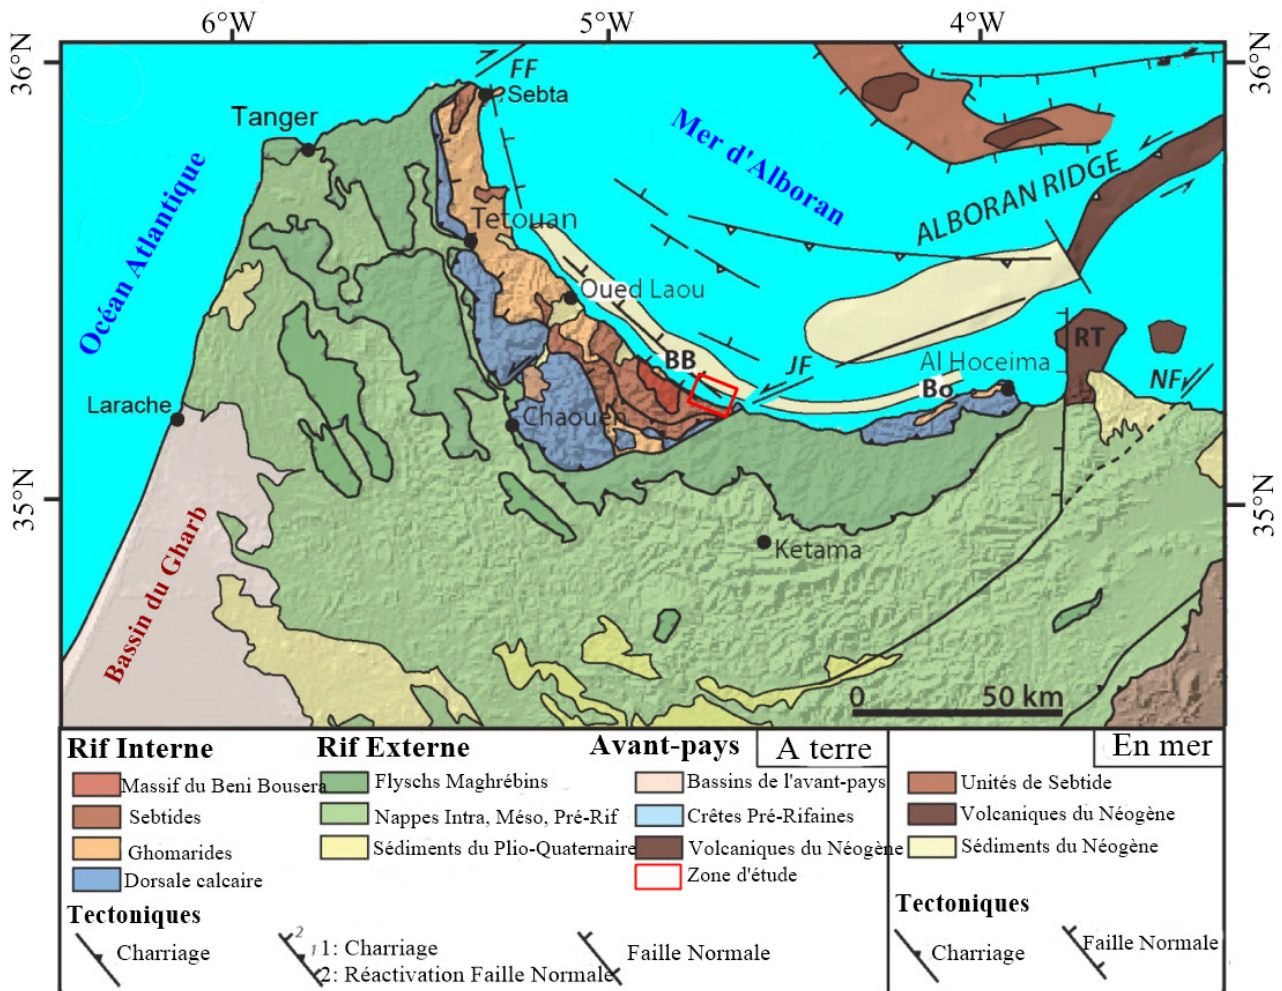 6°W 5°W 4°W
36°N
36°N
FF
Sebta
Tanger
Mer d'Alboran
Océan Atlantique
ALBORAN RIDGE
Tetouan
Oued Laou
RT
BB
JF
Al Hoceima
NF
Bo
Larache
Chaouen
35°N
35°N
Ketama
Bassin du Gharb
0 50 km
Rif Interne
Massif du Beni Bousera
Sebtides
Ghomarides
Dorsale calcaire
Rif Externe
Flyschs Maghrébins
Nappes Intra, Méso, Pré-Rif
Sédiments du Plio-Quaternaire
Avant-pays
A terre
Bassins de l'avant-pays
Crêtes Pré-Rifaines
Volcaniques du Néogène
Zone d'étude
En mer
Unités de Sebtide
Volcaniques du Néogène
Sédiments du Néogène
Tectoniques
Charriage
2
1
1: Charriage
2: Réactivation Faille Normale
Faille Normale
Tectoniques
Charriage
Faille Normale